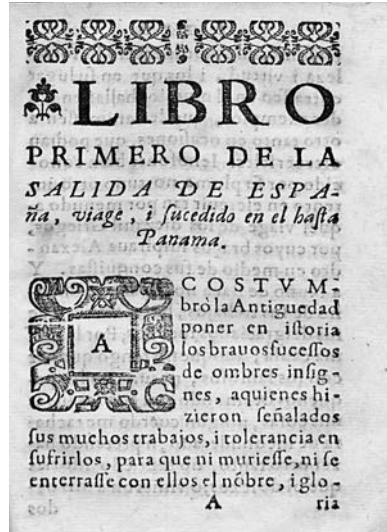 LIBRO
PRIMERO DE LA
SALIDA DE ESPA-
ña, viage, i ſucedido en el haſta
Panama.
A COSTVM-
brò la Antiguedad
poner en iſtoria
los brauos ſuceſſos
de ombres inſig-
nes, aquienes hi-
zieron ſeñalados
ſus muchos trabajos, i tolerancia en
ſufrirlos, para que ni murieſſe, ni ſe
enterraſſe con ellos el nõbre, i glo-
A ria